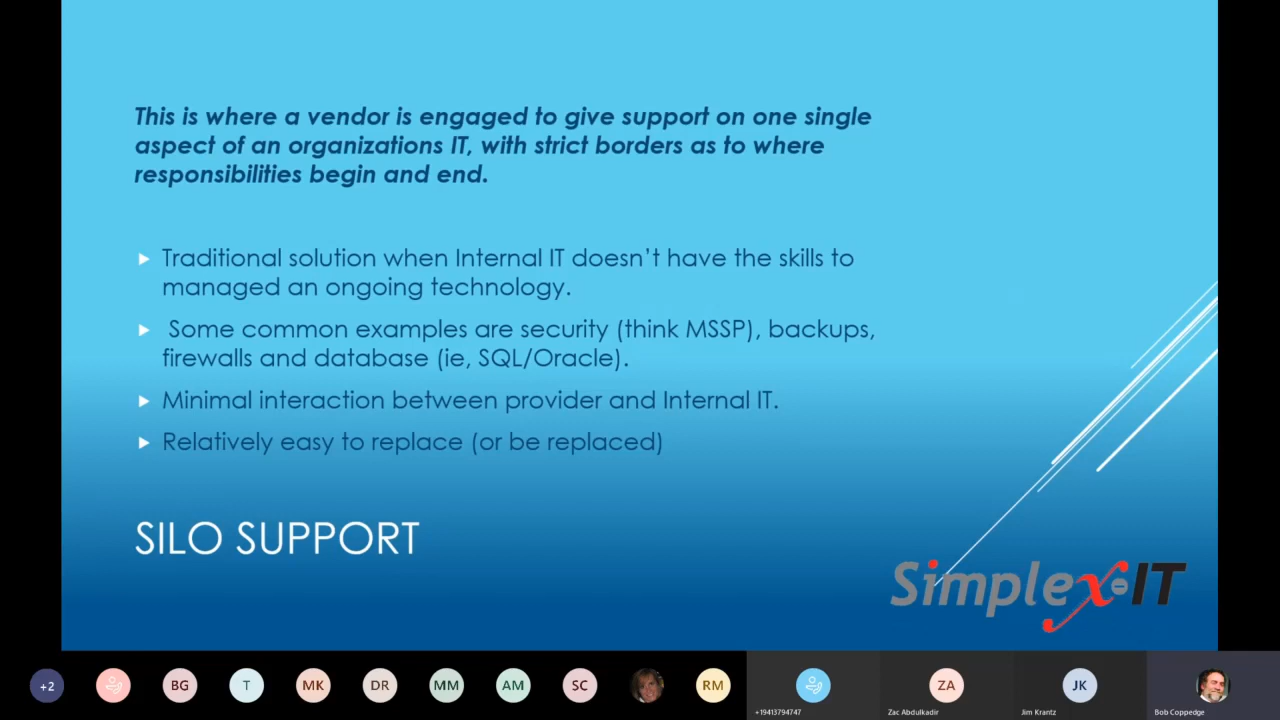 This is where a vendor is engaged to give support on one single
aspect of an organizations IT, with strict borders as to where
responsibilities begin and end.
Traditional solution when Internal IT doesn't have the skills to
managed an ongoing technology.
Some common examples are security (think MSSP), backups,
firewalls and database (ie, SQL/Oracle).
Minimal interaction between provider and Internal IT.
Relatively easy to replace (or be replaced)
SILO SUPPORT
Simplex-IT
+2
BG
T
MK
DR
MM
AM
SC
RM
ZA
JK
+19413794747
Zac Abdulkadir
Jim Krantz
Bob Coppedge